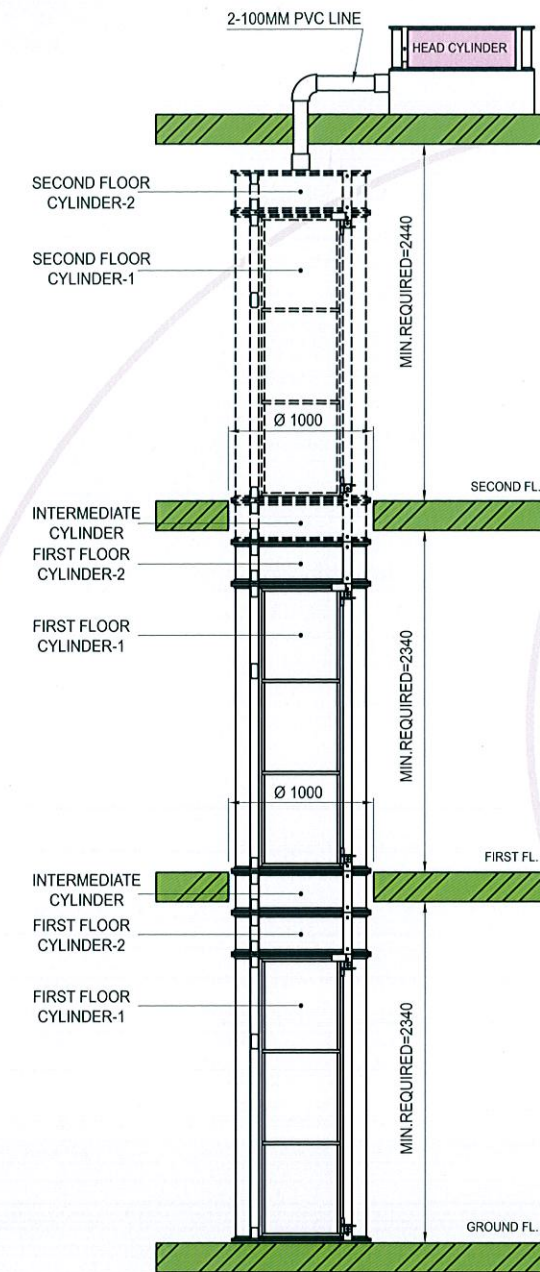 2-100MM PVC LINE
HEAD CYLINDER
SECOND FLOOR
CYLINDER-2
SECOND FLOOR
CYLINDER-1
MIN.REQUIRED=2440
Ø 1000
SECOND FL.
INTERMEDIATE
CYLINDER
FIRST FLOOR
CYLINDER-2
FIRST FLOOR
CYLINDER-1
MIN.REQUIRED=2340
Ø 1000
FIRST FL.
INTERMEDIATE
CYLINDER
FIRST FLOOR
CYLINDER-2
FIRST FLOOR
CYLINDER-1
MIN.REQUIRED=2340
GROUND FL.